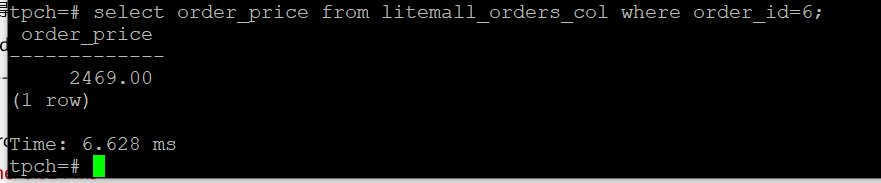 tpch=# select order_price from litemall_orders_col where order_id=6;
 order_price
-------------
     2469.00
(1 row)

Time: 6.628 ms
tpch=#